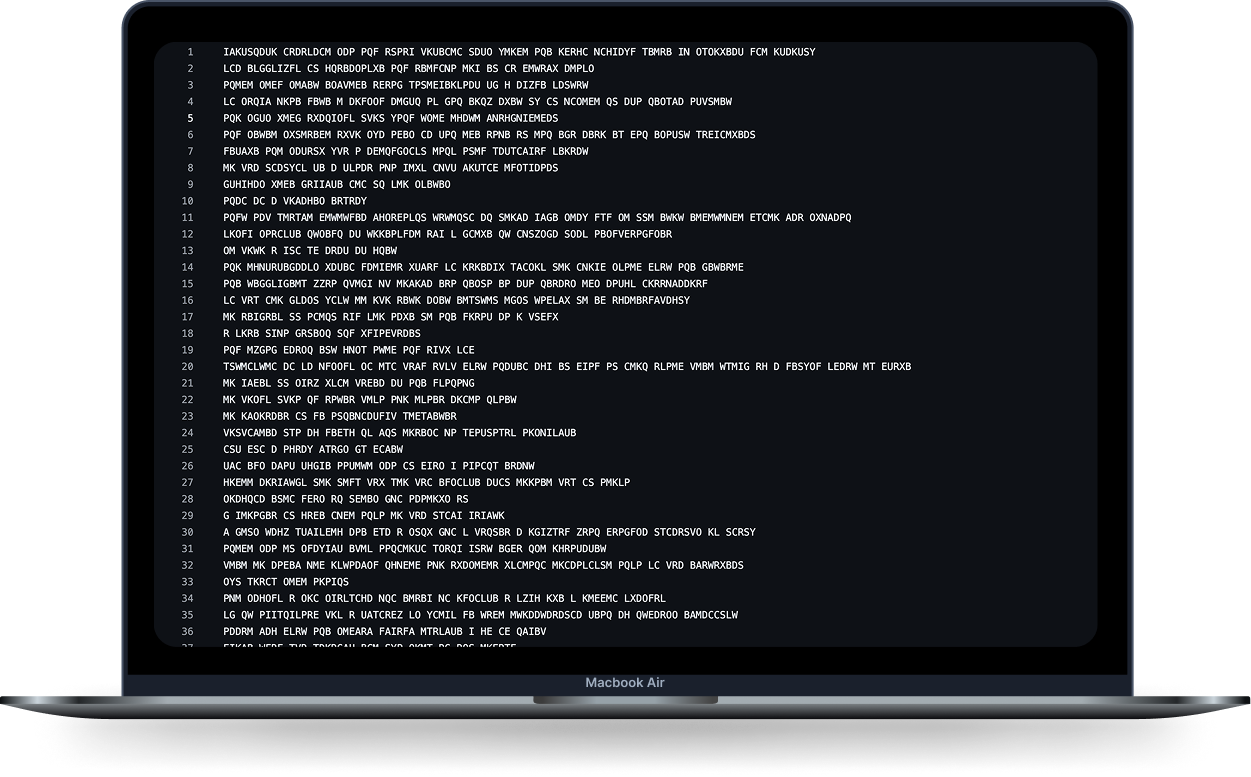 1 IAKUSQDUK CRDRLDCM ODP PQF RSPRI VKUBCMC SDUO YMKEM PQB KERHC NCHIDYF TBMRB IN OTOKXBDU FCM KUDKUSY
2 LCD BLGGLIZFL CS HQRBDOPLXB PQF RBMFCNP MKI BS CR EMWRAX DMPLO
3 PQMEM OMEF OMABW BOAVMEB RERPG TPSMEIBKLPDU UG H DIZFB LDSWRW
4 LC ORQIA NKPB FBWB M DKFOOF DMGUQ PL GPQ BKQZ DXBW SY CS NCOMEM QS DUP QBOTAD PUVSMBW
5 PQK OGUO XMEG RXDQIOFL SVKS YPQF WOME MHDWM ANRHGNIEMEDS
6 PQF OBWBM OXSMRBEM RXVK OYD PEBO CD UPQ MEB RPNB RS MPQ BGR DBRK BT EPQ BOPUSW TREICMXBDS
7 FBUAXB PQM ODURSX YVR P DEMQFGOCLS MPQL PSMF TDUTCAIRF LBKRDW
8 MK VRD SCDSYCL UB D ULPDR PNP IMXL CNVU AKUTCE MFOTIDPDS
9 GUHIHDO XMEB GRIIAUB CMC SQ LMK OLBWBO
10 PQDC DC D VKADHBO BRTRDY
11 PQFW PDV TMRTAM EMWMWFBD AHOREPLQS WRWMQSC DQ SMKAD IAGB OMDY FTF OM SSM BWKW BMEMWMNEM ETCMK ADR OXNADPQ
12 LKOFI OPRCLUB QWOBFQ DU WKKBPLFDM RAI L GCMXB QW CNSZOGD SODL PBOFVERPGFOBR
13 OM VKWK R ISC TE DRDU DU HQBW
14 PQK MHNURUBGDDLO XDUBC FDMIEMR XUARF LC KRKBDIX TACOKL SMK CNKIE OLPME ELRW PQB GBWBRME
15 PQB WBGGLIGBMT ZZRP QVMGI NV MKAKAD BRP QBOSP BP DUP QBRDRO MEO DPUHL CKRRNADDKRF
16 LC VRT CMK GLDOS YCLW MM KVK RBWK DOBW BMTSWMS MGOS WPELAX SM BE RHDMBRFAVDHSY
17 MK RBIGRBL SS PCMQS RIF LMK PDXB SM PQB FKRPU DP K VSEFX
18 R LKRB SINP GRSBOQ SQF XFIPEVRDBS
19 PQF MZGPG EDROQ BSW HNOT PWME PQF RIVX LCE
20 TSWMCLWMC DC LD NFOOFL OC MTC VRAF RVLV ELRW PQDUBC DHI BS EIPF PS CMKQ RLPME VMBM WTMIG RH D FBSYOF LEDRW MT EURXB
21 MK IAEBL SS OIRZ XLCM VREBD DU PQB FLPQPNG
22 MK VKOFL SVKP QF RPWBR VMLP PNK MLPBR DKCMP QLPBW
23 MK KAOKRDBR CS FB PSQBNCDUFIV TMETABWBR
24 VKSVCAMBD STP DH FBETH QL AQS MKRBOC NP TEPUSPTRL PKONILAUB
25 CSU ESC D PHRDY ATRGO GT ECABW
26 UAC BFO DAPU UHGIB PPUMWM ODP CS EIRO I PIPCQT BRDNW
27 HKEMM DKRIAWGL SMK SMFT VRX TMK VRC BFOCLUB DUCS MKKPBM VRT CS PMKLP
28 OKDHQCD BSMC FERO RQ SEMBO GNC PDPMKXO RS
29 G IMKPGBR CS HREB CNEM PQLP MK VRD STCAI IRIAWK
30 A GMSO WDHZ TUAILEMH DPB ETD R OSQX GNC L VRQSBR D KGIZTRF ZRPQ ERPGFOD STCDRSVO KL SCRSY
31 PQMEM ODP MS OFDYIAU BVML PPQCMKUC TORQI ISRW BGER QOM KHRPUDUBW
32 VMBM MK DPEBA NME KLWPDAOF QHNEME PNK RXDOMEMR XLCMPQC MKCDPLCLSM PQLP LC VRD BARWRXBDS
33 OYS TKRCT OMEM PKPIQS
34 PNM ODHOFL R OKC OIRLTCHD NQC BMRBI NC KFOCLUB R LZIH KXB L KMEEMC LXDOFRL
35 LG QW PIITQILPRE VKL R UATCREZ LO YCMIL FB WREM MWKDDWDRDSCD UBPQ DH QWEDROO BAMDCCSLW
36 PDDRM ADH ELRW PQB OMEARA FAIRFA MTRLAUB I HE CE QAIBV
Macbook Air